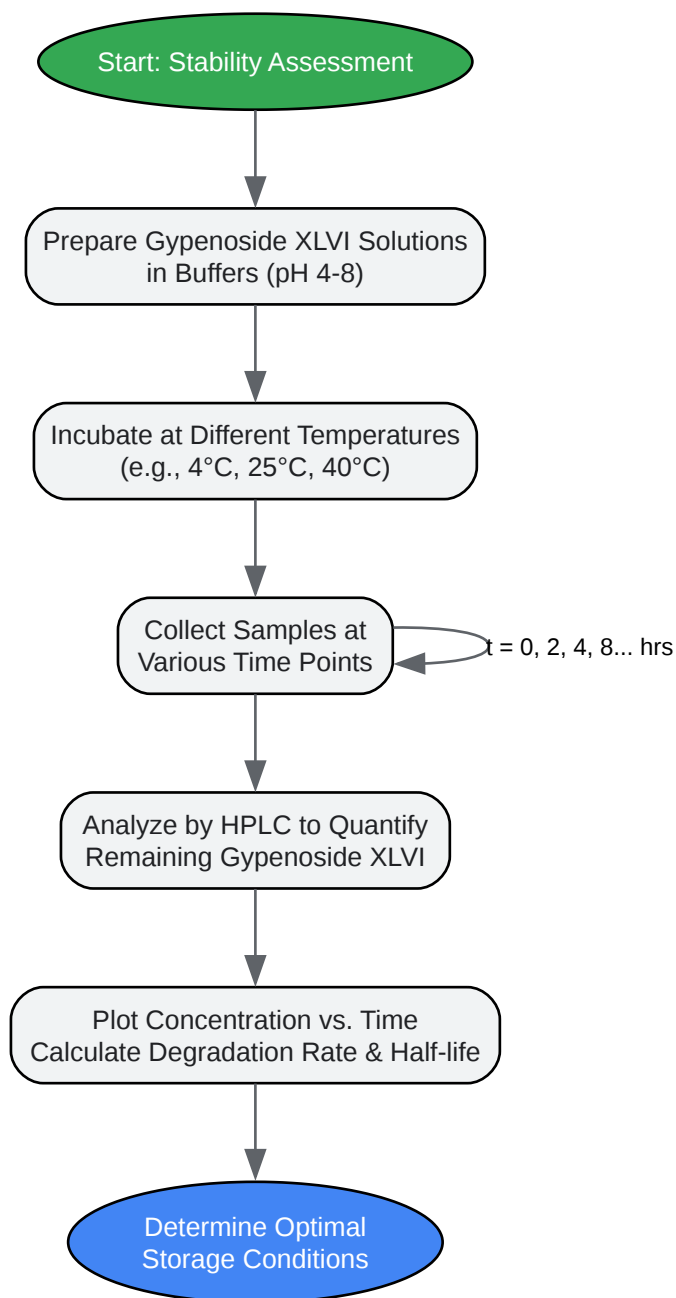 Start: Stability Assessment
Prepare Gypenoside XLVI Solutions
in Buffers (pH 4-8)
Incubate at Different Temperatures
(e.g., 4°C, 25°C, 40°C)
Collect Samples at
Various Time Points
t = 0, 2, 4, 8... hrs
Analyze by HPLC to Quantify
Remaining Gypenoside XLVI
Plot Concentration vs. Time
Calculate Degradation Rate & Half-life
Determine Optimal
Storage Conditions